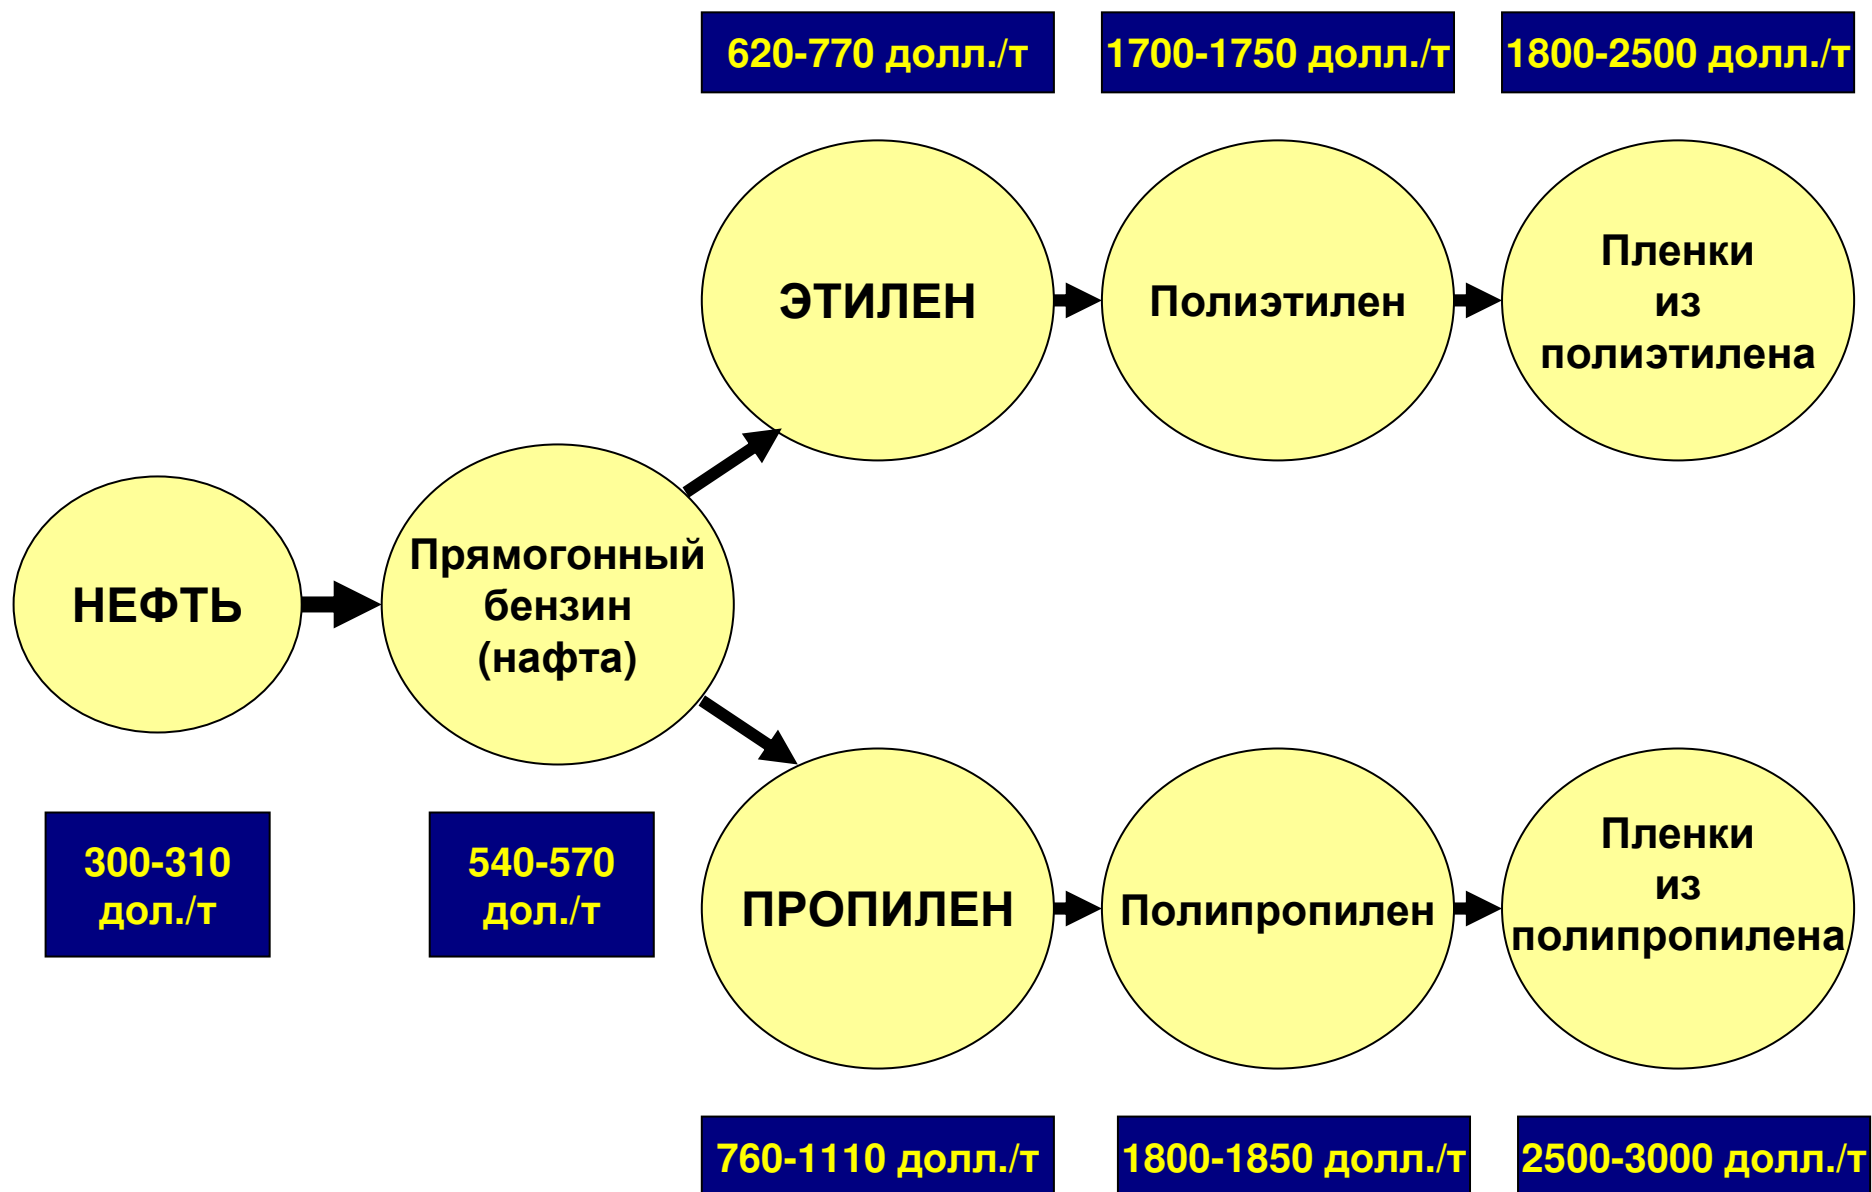 620-770 долл./т
1700-1750 долл./т
1800-2500 долл./т
ЭТИЛЕН
Полиэтилен
Пленки
из
полиэтилена
НЕФТЬ
Прямогонный
бензин
(нафта)
300-310
дол./т
540-570
дол./т
ПРОПИЛЕН
Полипропилен
Пленки
из
полипропилена
760-1110 долл./т
1800-1850 долл./т
2500-3000 долл./т